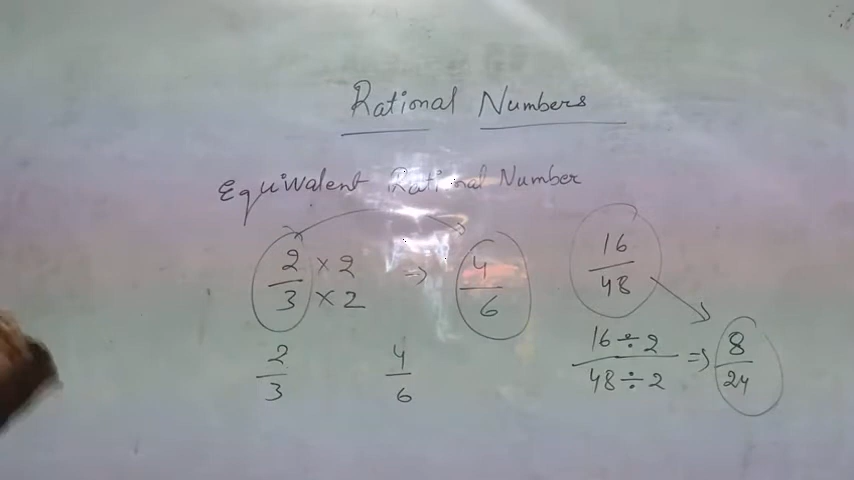 Rational Numbers
Equivalent Rational Number
2/3 × 2/× 2 => 4/6
16/48
2/3 4/6
16÷2/48÷2 => 8/24